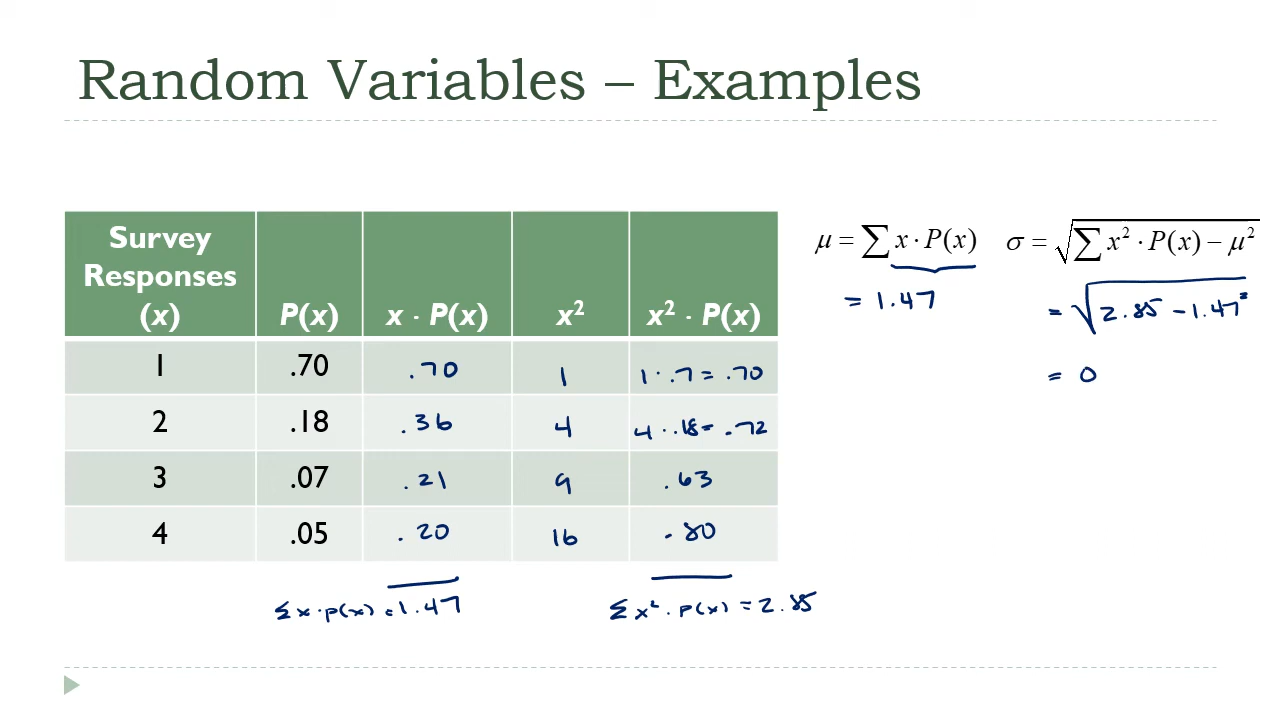 Random Variables – Examples
Survey Responses (x) P(x) x · P(x) x² x² · P(x)
1 .70 .70 1 1 · .7 = .70
2 .18 .36 4 4 · .18 = .72
3 .07 .21 9 .63
4 .05 .20 16 .80
Σx·p(x) = 1.47 Σx² · p(x) = 2.85
μ = ∑ x · P(x)
= 1.47
σ = √(∑ x² · P(x) − μ²)
= √(2.85 − 1.47²)
= 0